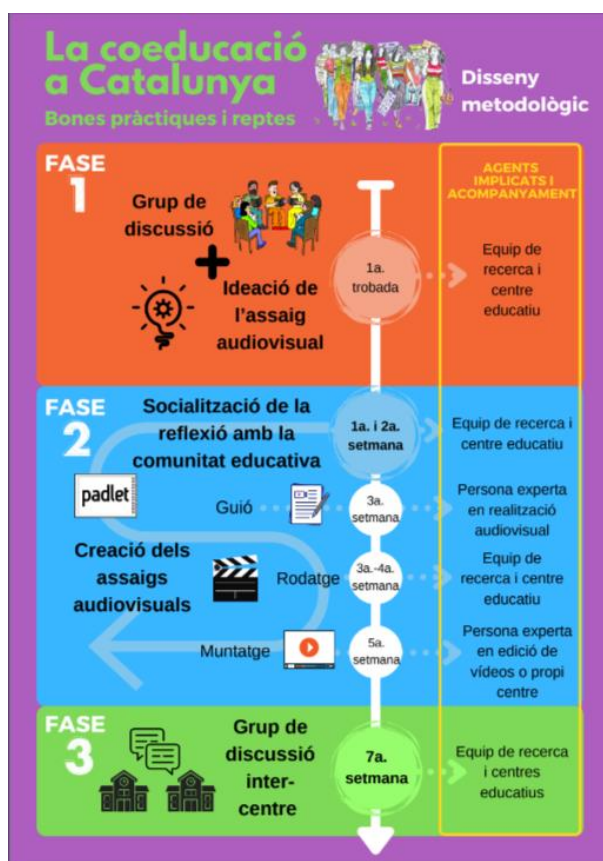 La coeducació
a Catalunya
Bones pràctiques i reptes
Disseny
metodològic
FASE
1
Grup de
discussió
+
Ideació de
l'assaig
audiovisual
1a.
trobada
AGENTS
IMPLICATS I
ACOMPANYAMENT
Equip de
recerca i
centre
educatiu
FASE
2
Socialització de la
reflexió amb la
comunitat educativa
1a. i 2a.
setmana
Equip de recerca i
centre educatiu
padlet
Guió
3a.
setmana
Persona experta
en realització
audiovisual
Creació dels
assaigs
audiovisuals
Rodatge
3a.-4a.
setmana
Equip de
recerca i centre
educatiu
Muntatge
5a.
setmana
Persona experta
en edició de
vídeos o propi
centre
FASE
3
Grup de
discussió
inter-
centre
7a.
setmana
Equip de recerca
i centres
educatius